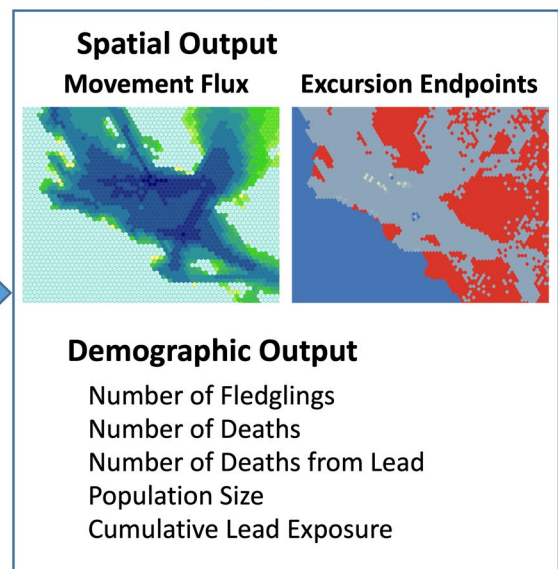 Spatial Output
Movement Flux
Excursion Endpoints
Demographic Output
Number of Fledglings
Number of Deaths
Number of Deaths from Lead
Population Size
Cumulative Lead Exposure